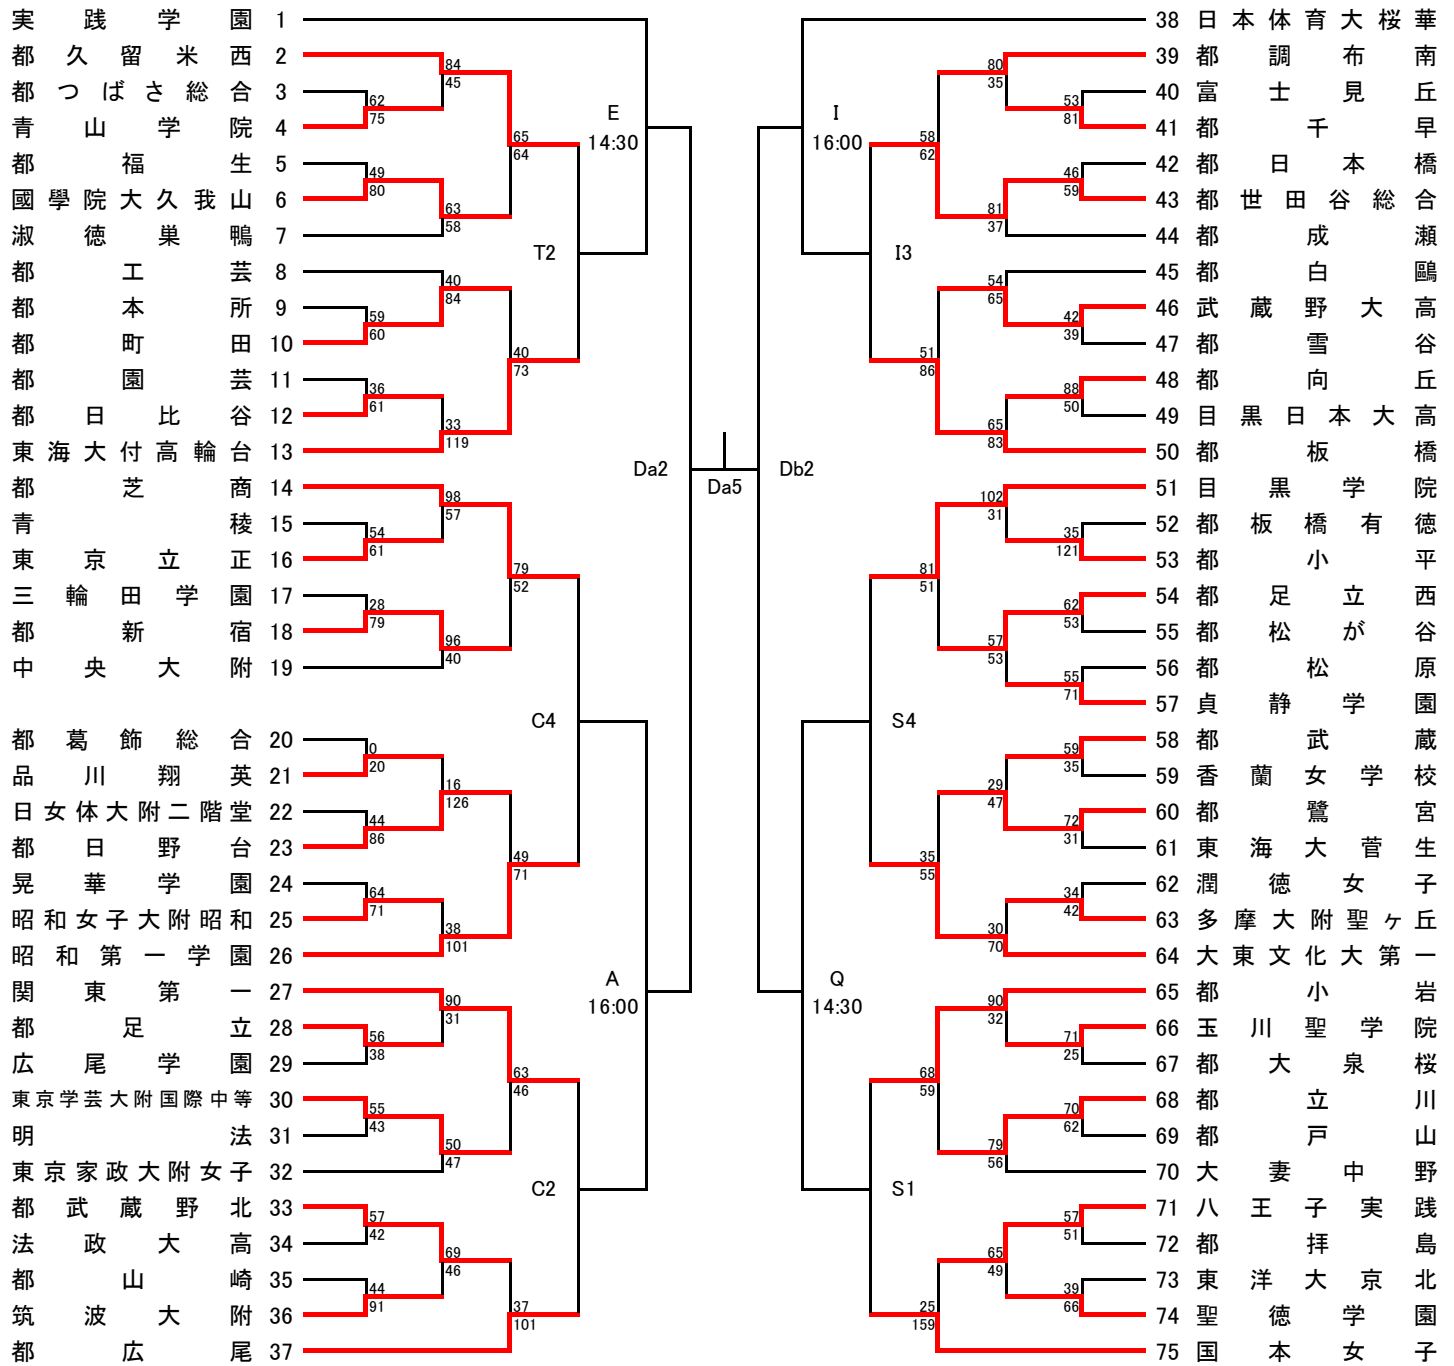 実践学園 1
都久留米西 2
都つばさ総合 3
青山学院 4
都福生 5
國學院大久我山 6
淑徳巣鴨 7
都工芸 8
都本所 9
都町田 10
都園芸 11
都日比谷 12
東海大付高輪台 13
都芝商 14
青稜 15
東京立正 16
三輪田学園 17
都新宿 18
中央大附 19
都葛飾総合 20
品川翔英 21
日女体大附二階堂 22
都日野台 23
晃華学園 24
昭和女子大附昭和 25
昭和第一学園 26
関東第一 27
都足立 28
広尾学園 29
東京学芸大附国際中等 30
明法 31
東京家政大附女子 32
都武蔵野北 33
法政大高 34
都山崎 35
筑波大附 36
都広尾 37
62
75
49
80
59
60
36
61
54
61
28
79
0
20
44
86
64
71
56
38
55
43
57
42
44
91
84
45
63
58
40
84
33
119
98
57
96
40
16
126
38
101
90
31
50
47
69
46
65
64
40
73
79
52
49
71
63
46
37
101
T2
C4
C2
E
14:30
A
16:00
Da2
Da5
Db2
I
16:00
Q
14:30
I3
S4
S1
58
62
51
86
81
51
35
55
68
59
25
159
80
35
81
37
54
65
65
83
102
31
57
53
29
47
30
70
90
32
79
56
65
49
53
81
46
59
42
39
88
50
35
121
62
53
55
71
59
35
72
31
34
42
71
25
70
62
57
51
39
66
38 日本体育大桜華
39 都調布南
40 富士見丘
41 都千早
42 都日本橋
43 都世田谷総合
44 都成瀬
45 都白鷗
46 武蔵野大高
47 都雪谷
48 都向丘
49 目黒日本大高
50 都板橋
51 目黒学院
52 都板橋有徳
53 都小平
54 都足立西
55 都松が谷
56 都松原
57 貞静学園
58 都武蔵
59 香蘭女学校
60 都鷺宮
61 東海大菅生
62 潤徳女子
63 多摩大附聖ヶ丘
64 大東文化大第一
65 都小岩
66 玉川聖学院
67 都大泉桜
68 都立川
69 都戸山
70 大妻中野
71 八王子実践
72 都拝島
73 東洋大京北
74 聖徳学園
75 国本女子